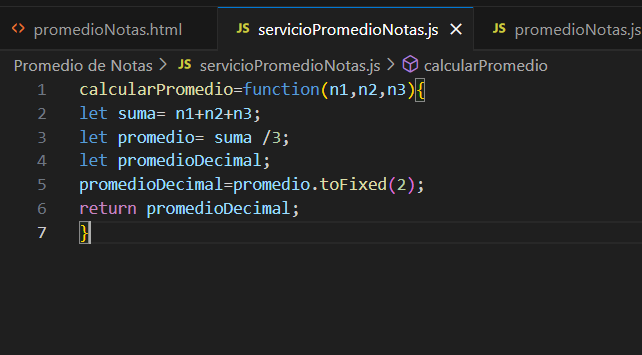 promedioNotas.html JS servicioPromedioNotas.js JS promedioNotas.js
Promedio de Notas > JS servicioPromedioNotas.js > calcularPromedio
1 calcularPromedio=function(n1,n2,n3){
2 let suma= n1+n2+n3;
3 let promedio= suma /3;
4 let promedioDecimal;
5 promedioDecimal=promedio.toFixed(2);
6 return promedioDecimal;
7 }